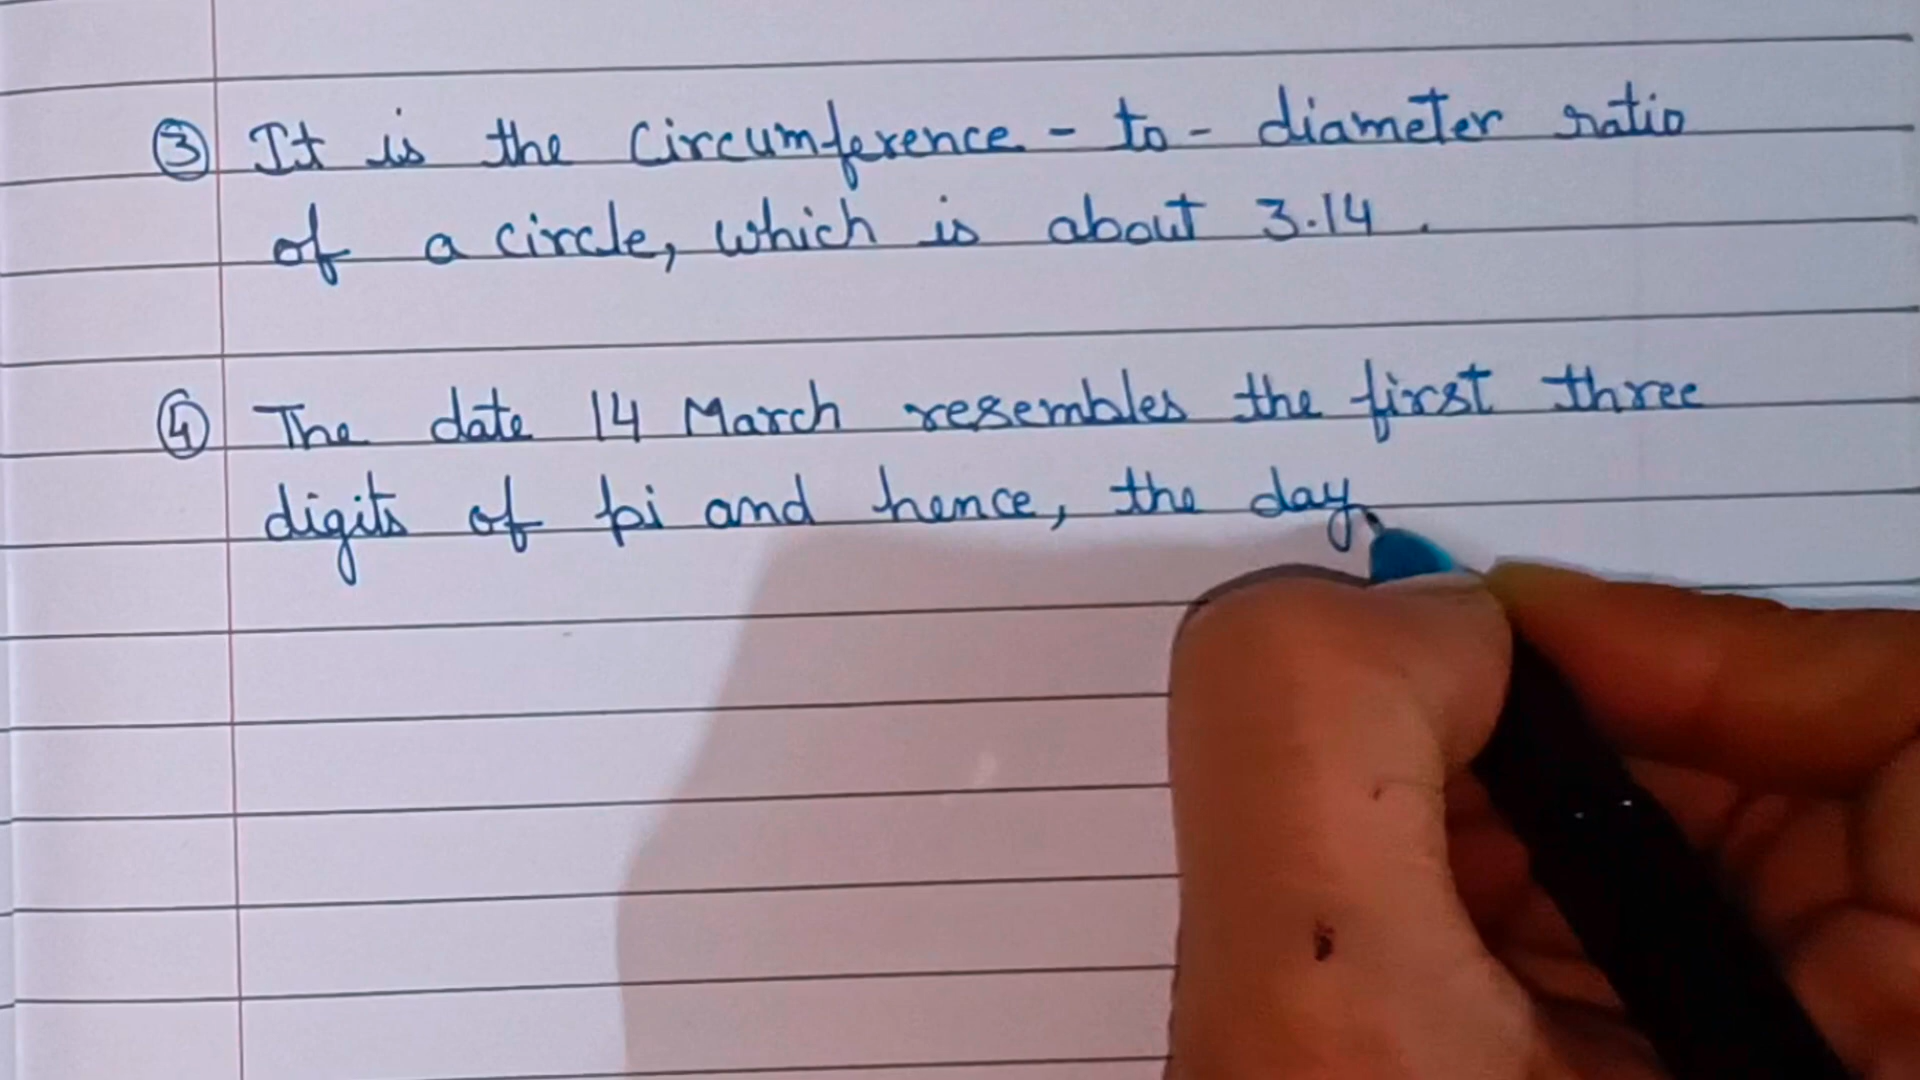 ③ It is the circumference - to - diameter ratio
of a circle, which is about 3.14.
④ The date 14 March resembles the first three
digits of pi and hence, the day